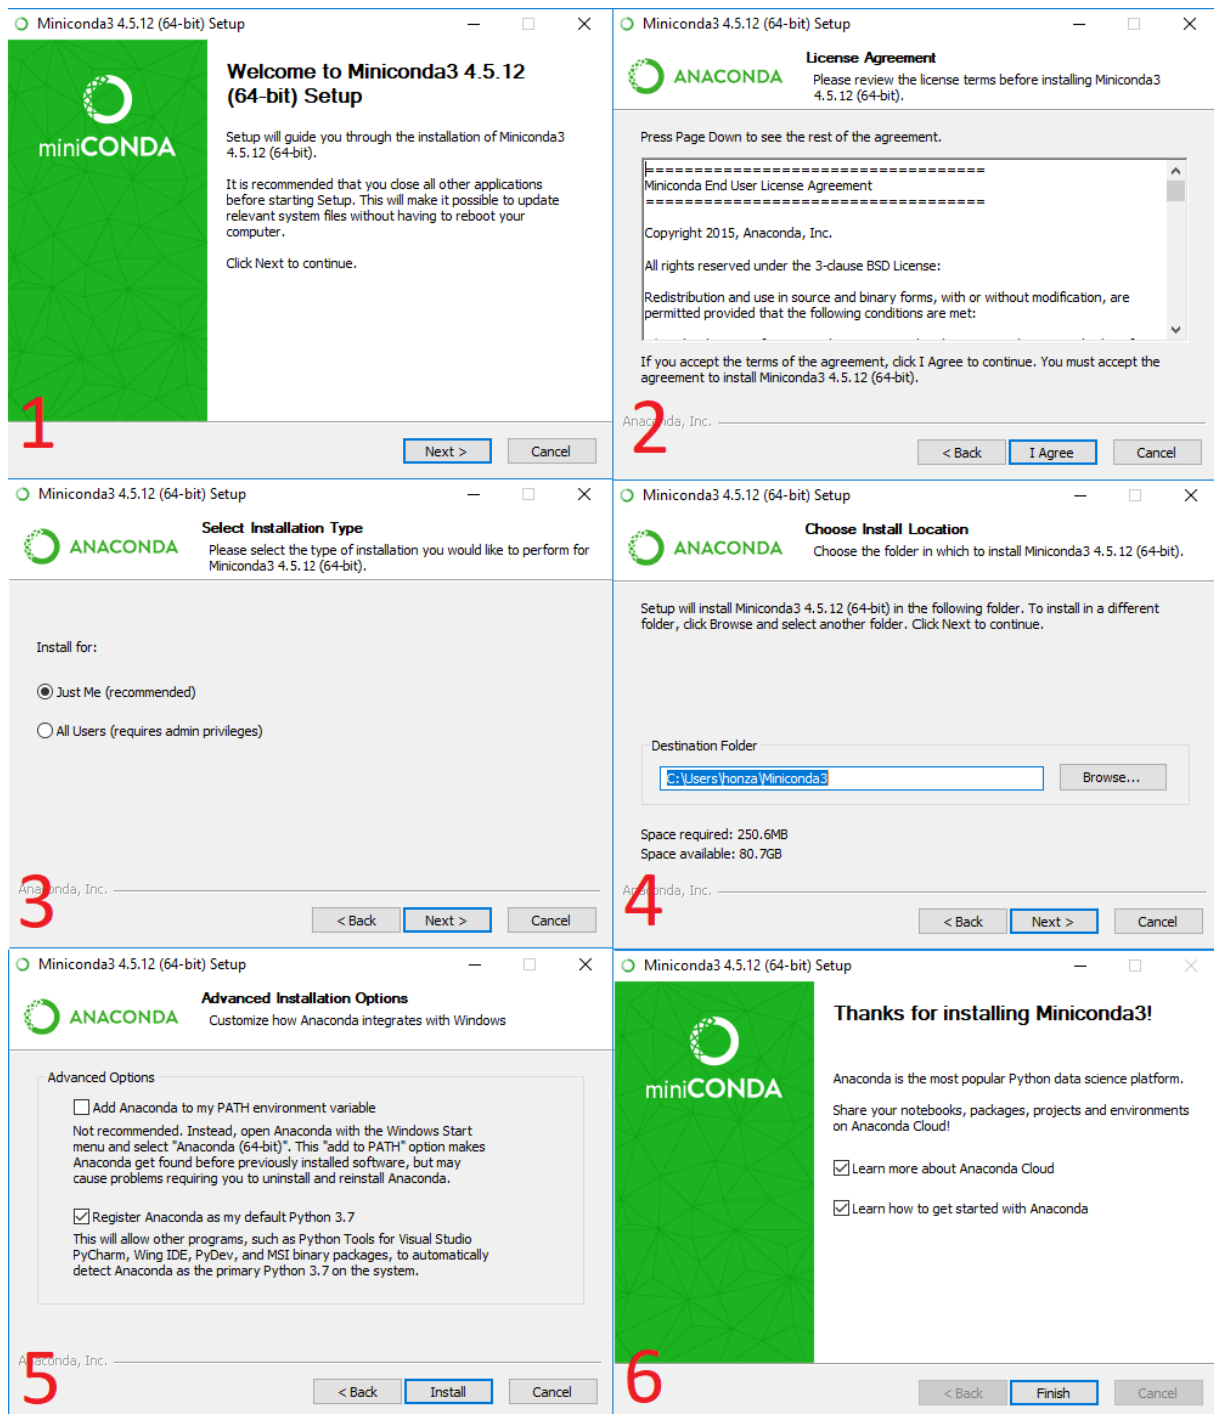 Miniconda3 4.5.12 (64-bit) Setup
miniCONDA
Welcome to Miniconda3 4.5.12
(64-bit) Setup
Setup will guide you through the installation of Miniconda3
4.5.12 (64-bit).
It is recommended that you close all other applications
before starting Setup. This will make it possible to update
relevant system files without having to reboot your
computer.
Click Next to continue.
1
Next >
Cancel
Miniconda3 4.5.12 (64-bit) Setup
ANACONDA
License Agreement
Please review the license terms before installing Miniconda3
4.5.12 (64-bit).
Press Page Down to see the rest of the agreement.
===================================
Miniconda End User License Agreement
===================================
Copyright 2015, Anaconda, Inc.
All rights reserved under the 3-clause BSD License:
Redistribution and use in source and binary forms, with or without modification, are
permitted provided that the following conditions are met:
If you accept the terms of the agreement, click I Agree to continue. You must accept the
agreement to install Miniconda3 4.5.12 (64-bit).
Anaconda, Inc.
2
< Back
I Agree
Cancel
Miniconda3 4.5.12 (64-bit) Setup
ANACONDA
Select Installation Type
Please select the type of installation you would like to perform for
Miniconda3 4.5.12 (64-bit).
Install for:
Just Me (recommended)
All Users (requires admin privileges)
Anaconda, Inc.
3
< Back
Next >
Cancel
Miniconda3 4.5.12 (64-bit) Setup
ANACONDA
Choose Install Location
Choose the folder in which to install Miniconda3 4.5.12 (64-bit).
Setup will install Miniconda3 4.5.12 (64-bit) in the following folder. To install in a different
folder, click Browse and select another folder. Click Next to continue.
Destination Folder
C:\Users\honza\Miniconda3
Browse...
Space required: 250.6MB
Space available: 80.7GB
Anaconda, Inc.
4
< Back
Next >
Cancel
Miniconda3 4.5.12 (64-bit) Setup
ANACONDA
Advanced Installation Options
Customize how Anaconda integrates with Windows
Advanced Options
Add Anaconda to my PATH environment variable
Not recommended. Instead, open Anaconda with the Windows Start
menu and select "Anaconda (64-bit)". This "add to PATH" option makes
Anaconda get found before previously installed software, but may
cause problems requiring you to uninstall and reinstall Anaconda.
Register Anaconda as my default Python 3.7
This will allow other programs, such as Python Tools for Visual Studio
PyCharm, Wing IDE, PyDev, and MSI binary packages, to automatically
detect Anaconda as the primary Python 3.7 on the system.
Anaconda, Inc.
5
< Back
Install
Cancel
Miniconda3 4.5.12 (64-bit) Setup
miniCONDA
Thanks for installing Miniconda3!
Anaconda is the most popular Python data science platform.
Share your notebooks, packages, projects and environments
on Anaconda Cloud!
Learn more about Anaconda Cloud
Learn how to get started with Anaconda
6
< Back
Finish
Cancel